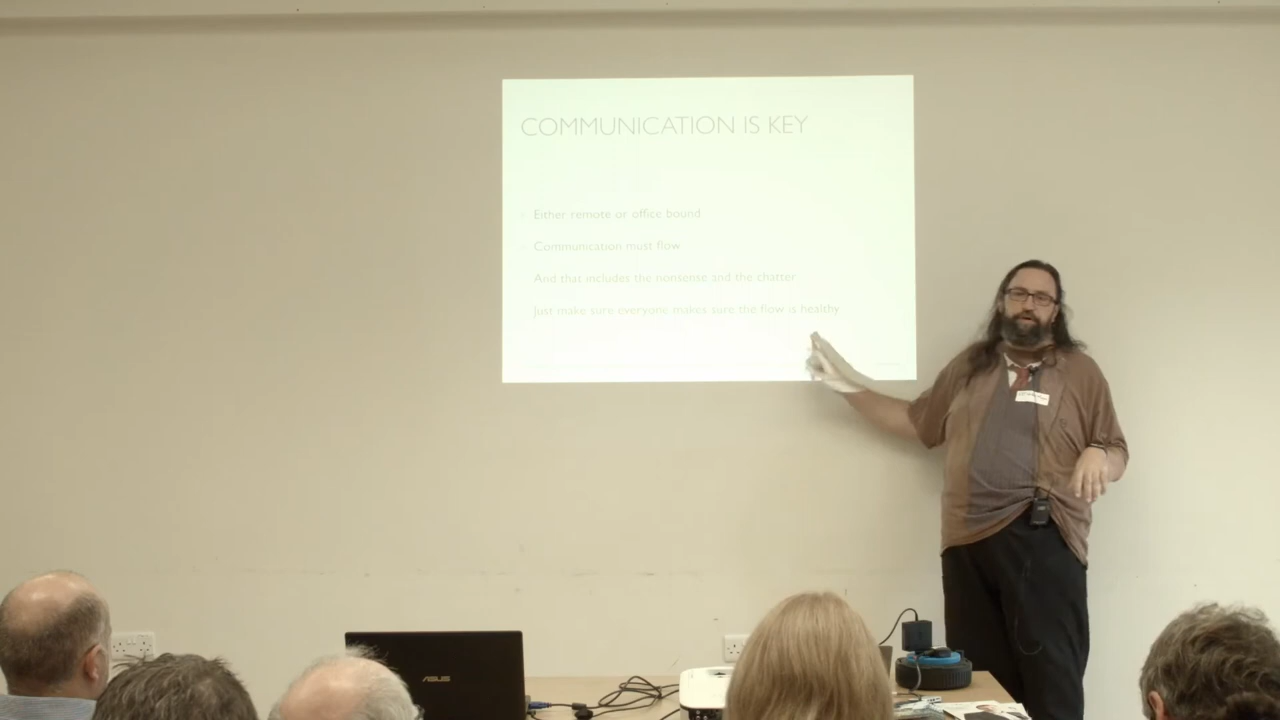 COMMUNICATION IS KEY
Either remote or office bound
Communication must flow
And that includes the nonsense and the chatter
Just make sure everyone makes sure the flow is healthy
ASUS